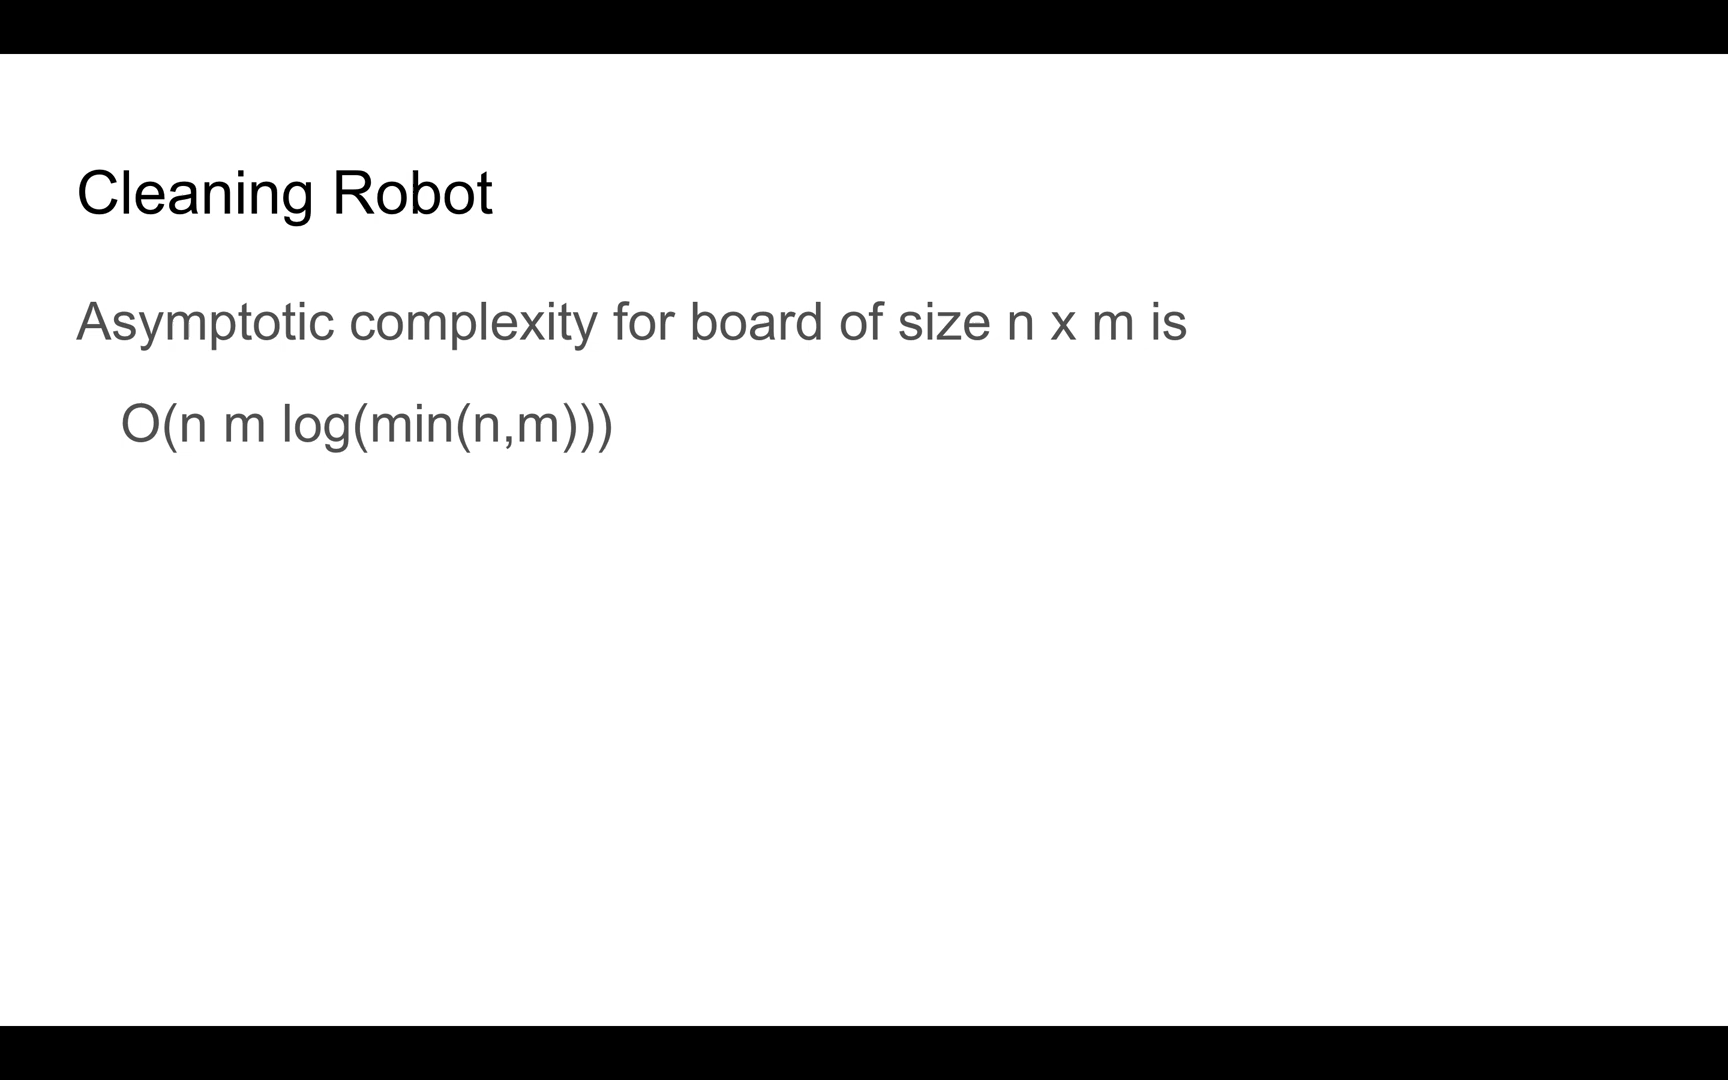 Cleaning Robot
Asymptotic complexity for board of size n x m is
O(n m log(min(n,m)))